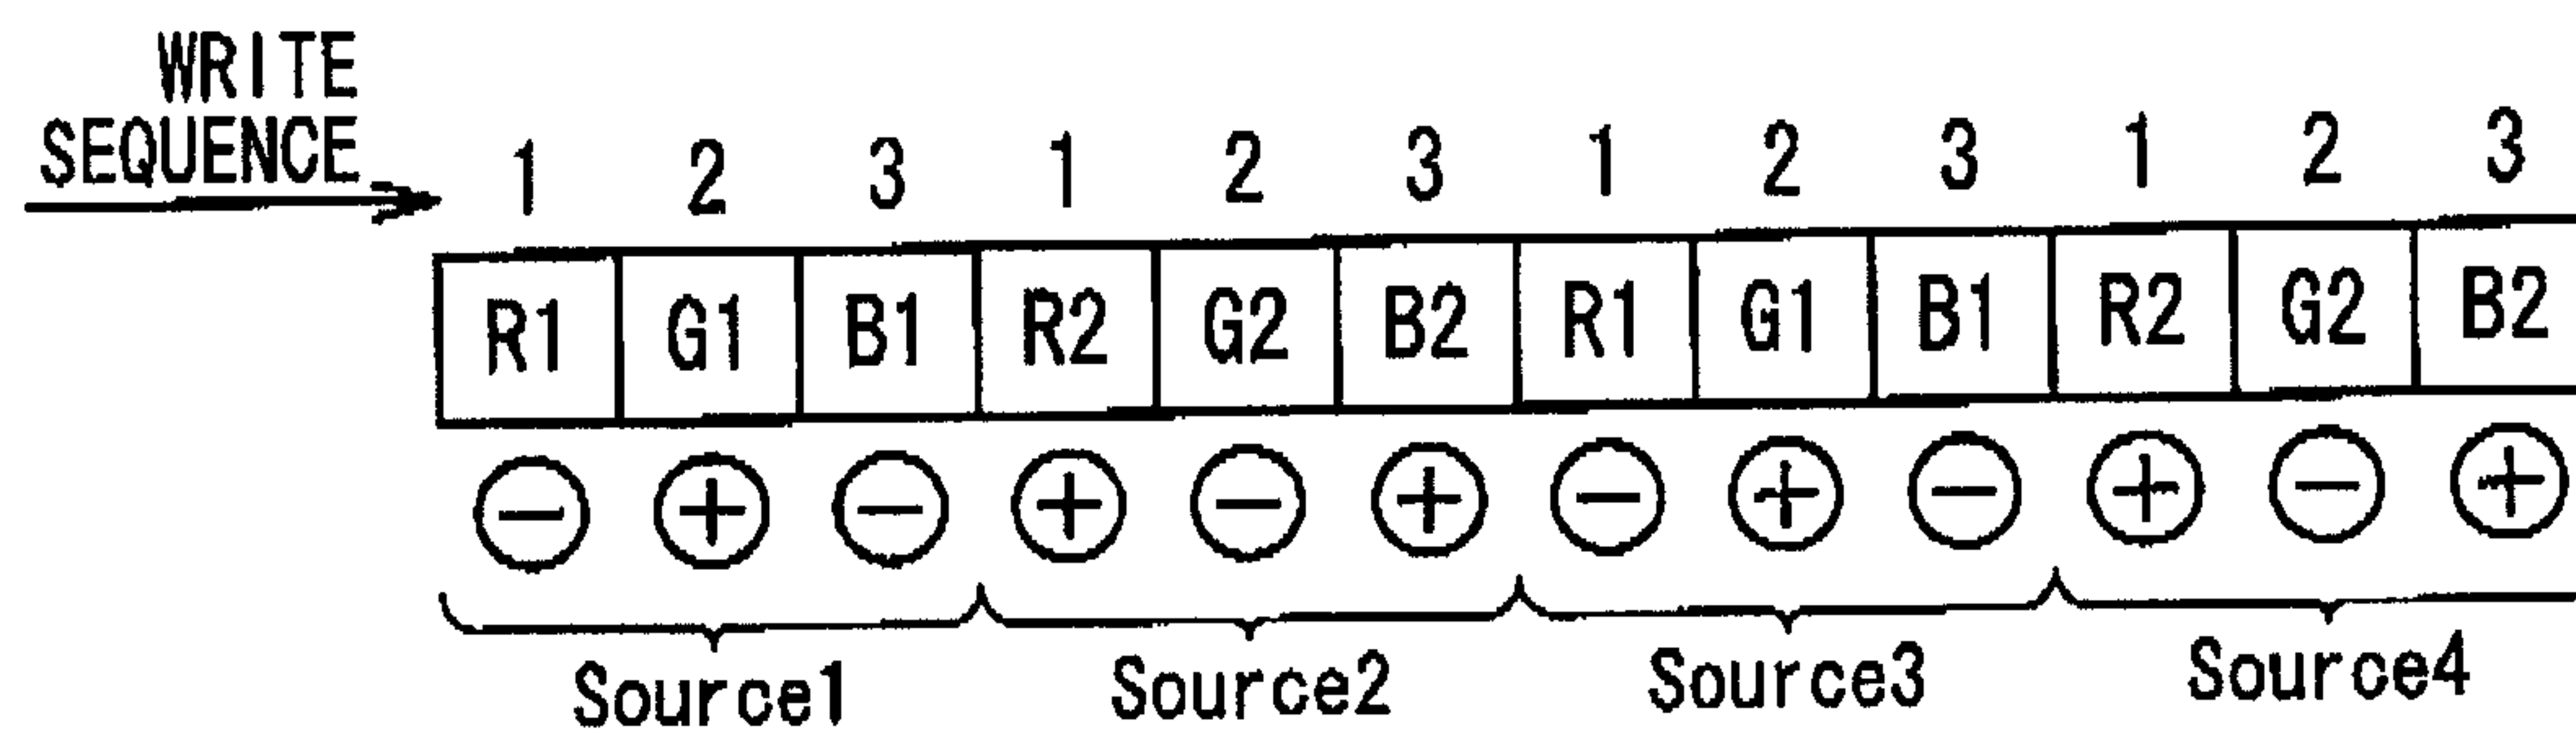 WRITE
SEQUENCE
1 2 3 1 2 3 1 2 3 1 2 3
R1 G1 B1 R2 G2 B2 R1 G1 B1 R2 G2 B2
− + − + − + − + − + − +
Source1 Source2 Source3 Source4